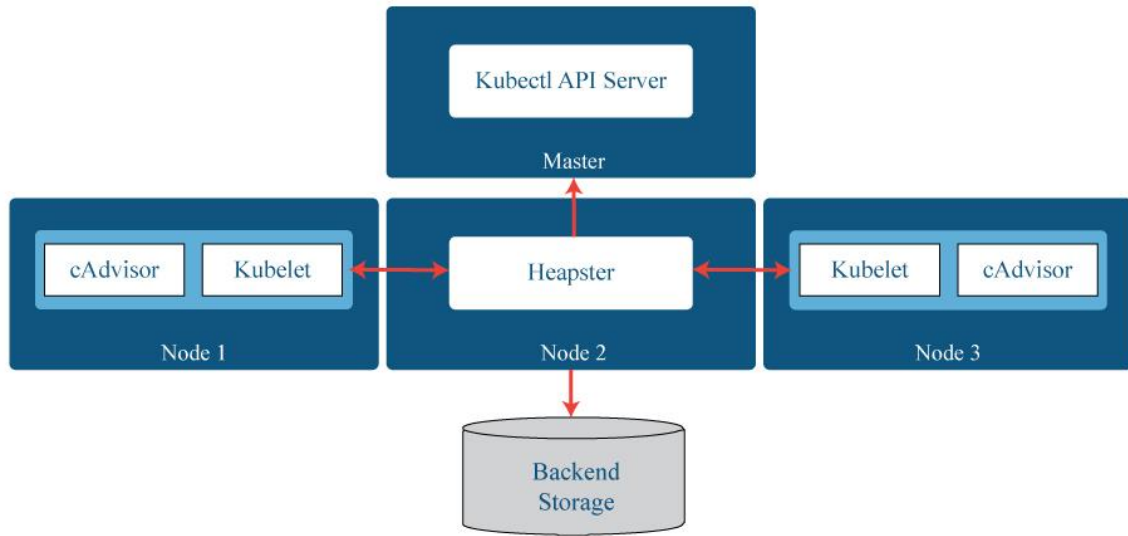 Kubectl API Server
Master
cAdvisor
Kubelet
Heapster
Kubelet
cAdvisor
Node 1
Node 2
Node 3
Backend
Storage